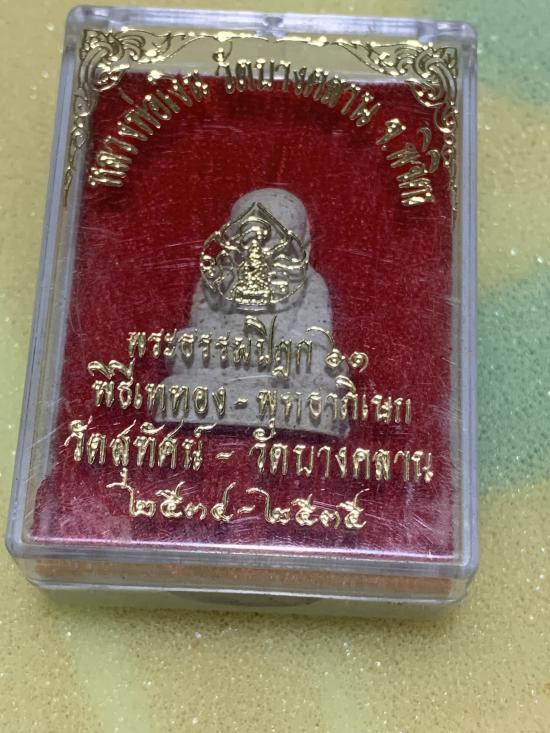 หลวงพ่อเงิน วัดบางคลาน จ.พิจิตร
พระธรรมปิฎก ๖๑
พิธีเททอง - พุทธาภิเษก
วัดสุทัศน์ - วัดบางคลาน
๒๕๓๔-๒๕๓๕